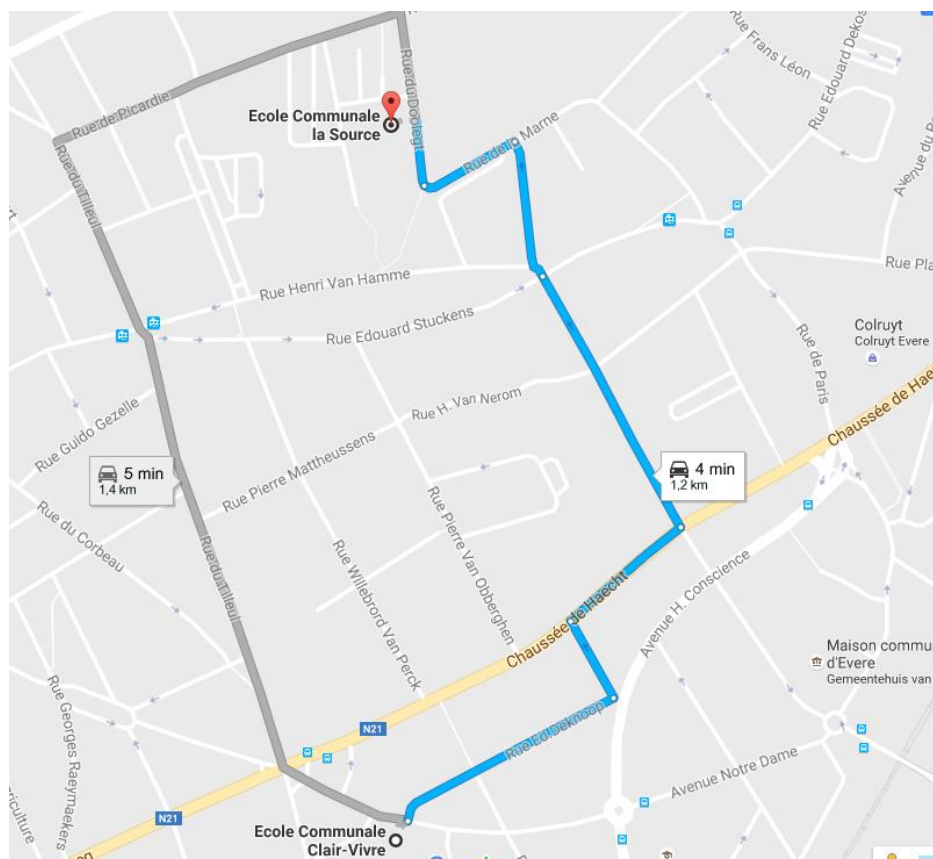 Rue Frans Léon
Rue Edouard Dekos
Rue de Picardie
Ecole Communale
la Source
Rue du Doolegt
Rue de la Marne
Avenue du
Rue du Tilleul
Rue Henri Van Hamme
Rue Pla
Rue Edouard Stuckens
Colruyt
Colruyt Evere
Rue de Paris
Rue H. Van Nerom
Chaussée de Hae
Rue Guido Gezelle
5 min
1,4 km
4 min
1,2 km
Rue Pierre Mattheussens
Rue du Corbeau
Rue Pierre Van Obberghen
Rue du Tilleul
Rue Willebrord Van Perck
Chaussée de Haecht
Avenue H. Conscience
Maison commu
d'Evere
Gemeentehuis van
Rue Georges Raeymaekers
N21
Rue Ed Deknoop
Avenue Notre Dame
N21
riculture
Ecole Communale
Clair-Vivre